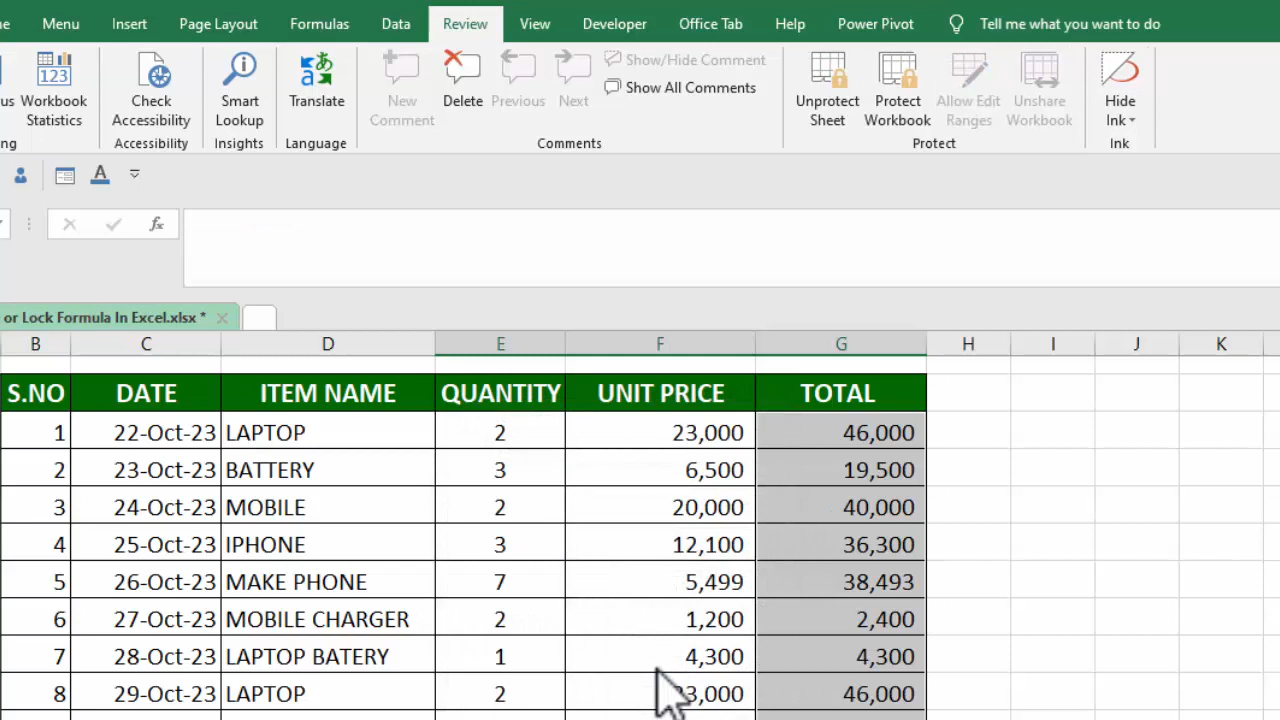 Menu Insert Page Layout Formulas Data Review View Developer Office Tab Help Power Pivot Tell me what you want to do
Workbook Statistics
Check Accessibility
Smart Lookup
Translate
New Comment
Delete
Previous
Next
Show/Hide Comment
Show All Comments
Unprotect Sheet
Protect Workbook
Allow Edit Ranges
Unshare Workbook
Hide Ink
Accessibility Insights Language Comments Protect Ink
fx
or Lock Formula In Excel.xlsx *
B C D E F G H I J K
S.NO DATE ITEM NAME QUANTITY UNIT PRICE TOTAL
1 22-Oct-23 LAPTOP 2 23,000 46,000
2 23-Oct-23 BATTERY 3 6,500 19,500
3 24-Oct-23 MOBILE 2 20,000 40,000
4 25-Oct-23 IPHONE 3 12,100 36,300
5 26-Oct-23 MAKE PHONE 7 5,499 38,493
6 27-Oct-23 MOBILE CHARGER 2 1,200 2,400
7 28-Oct-23 LAPTOP BATERY 1 4,300 4,300
8 29-Oct-23 LAPTOP 2 46,000